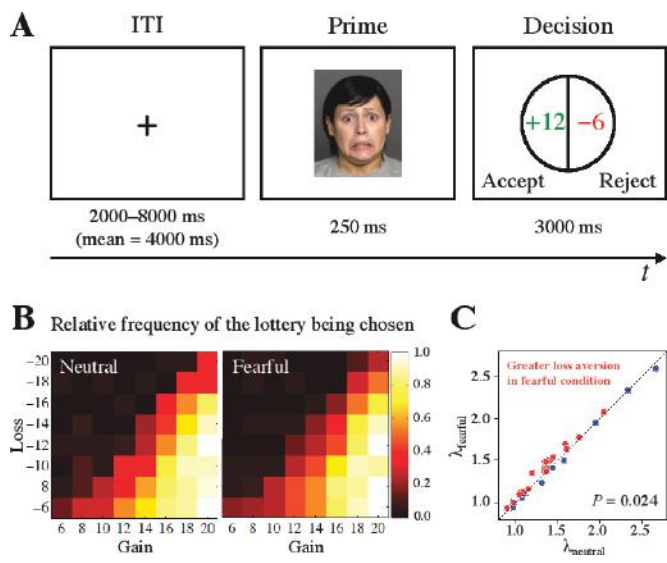 A
ITI
Prime
Decision
+
+12
−6
Accept
Reject
2000–8000 ms
(mean = 4000 ms)
250 ms
3000 ms
t
B
Relative frequency of the lottery being chosen
Neutral
Fearful
Loss
-20
-18
-16
-14
-12
-10
-8
-6
6 8 10 12 14 16 18 20
Gain
6 8 10 12 14 16 18 20
Gain
1.0
0.8
0.6
0.4
0.2
0.0
C
Greater loss aversion
in fearful condition
λfearful
2.5
2.0
1.5
1.0
P = 0.024
1.0 1.5 2.0 2.5
λneutral